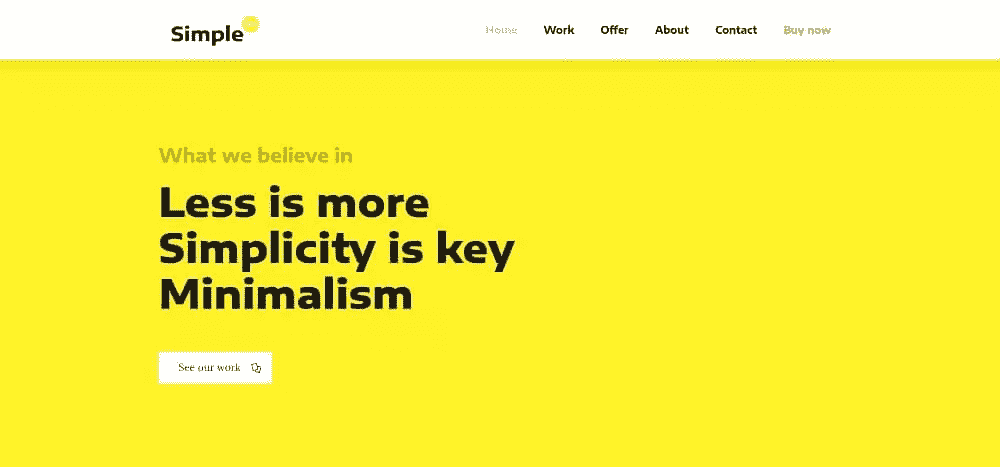 Simple
Home Work Offer About Contact Buy now
What we believe in
Less is more
Simplicity is key
Minimalism
See our work